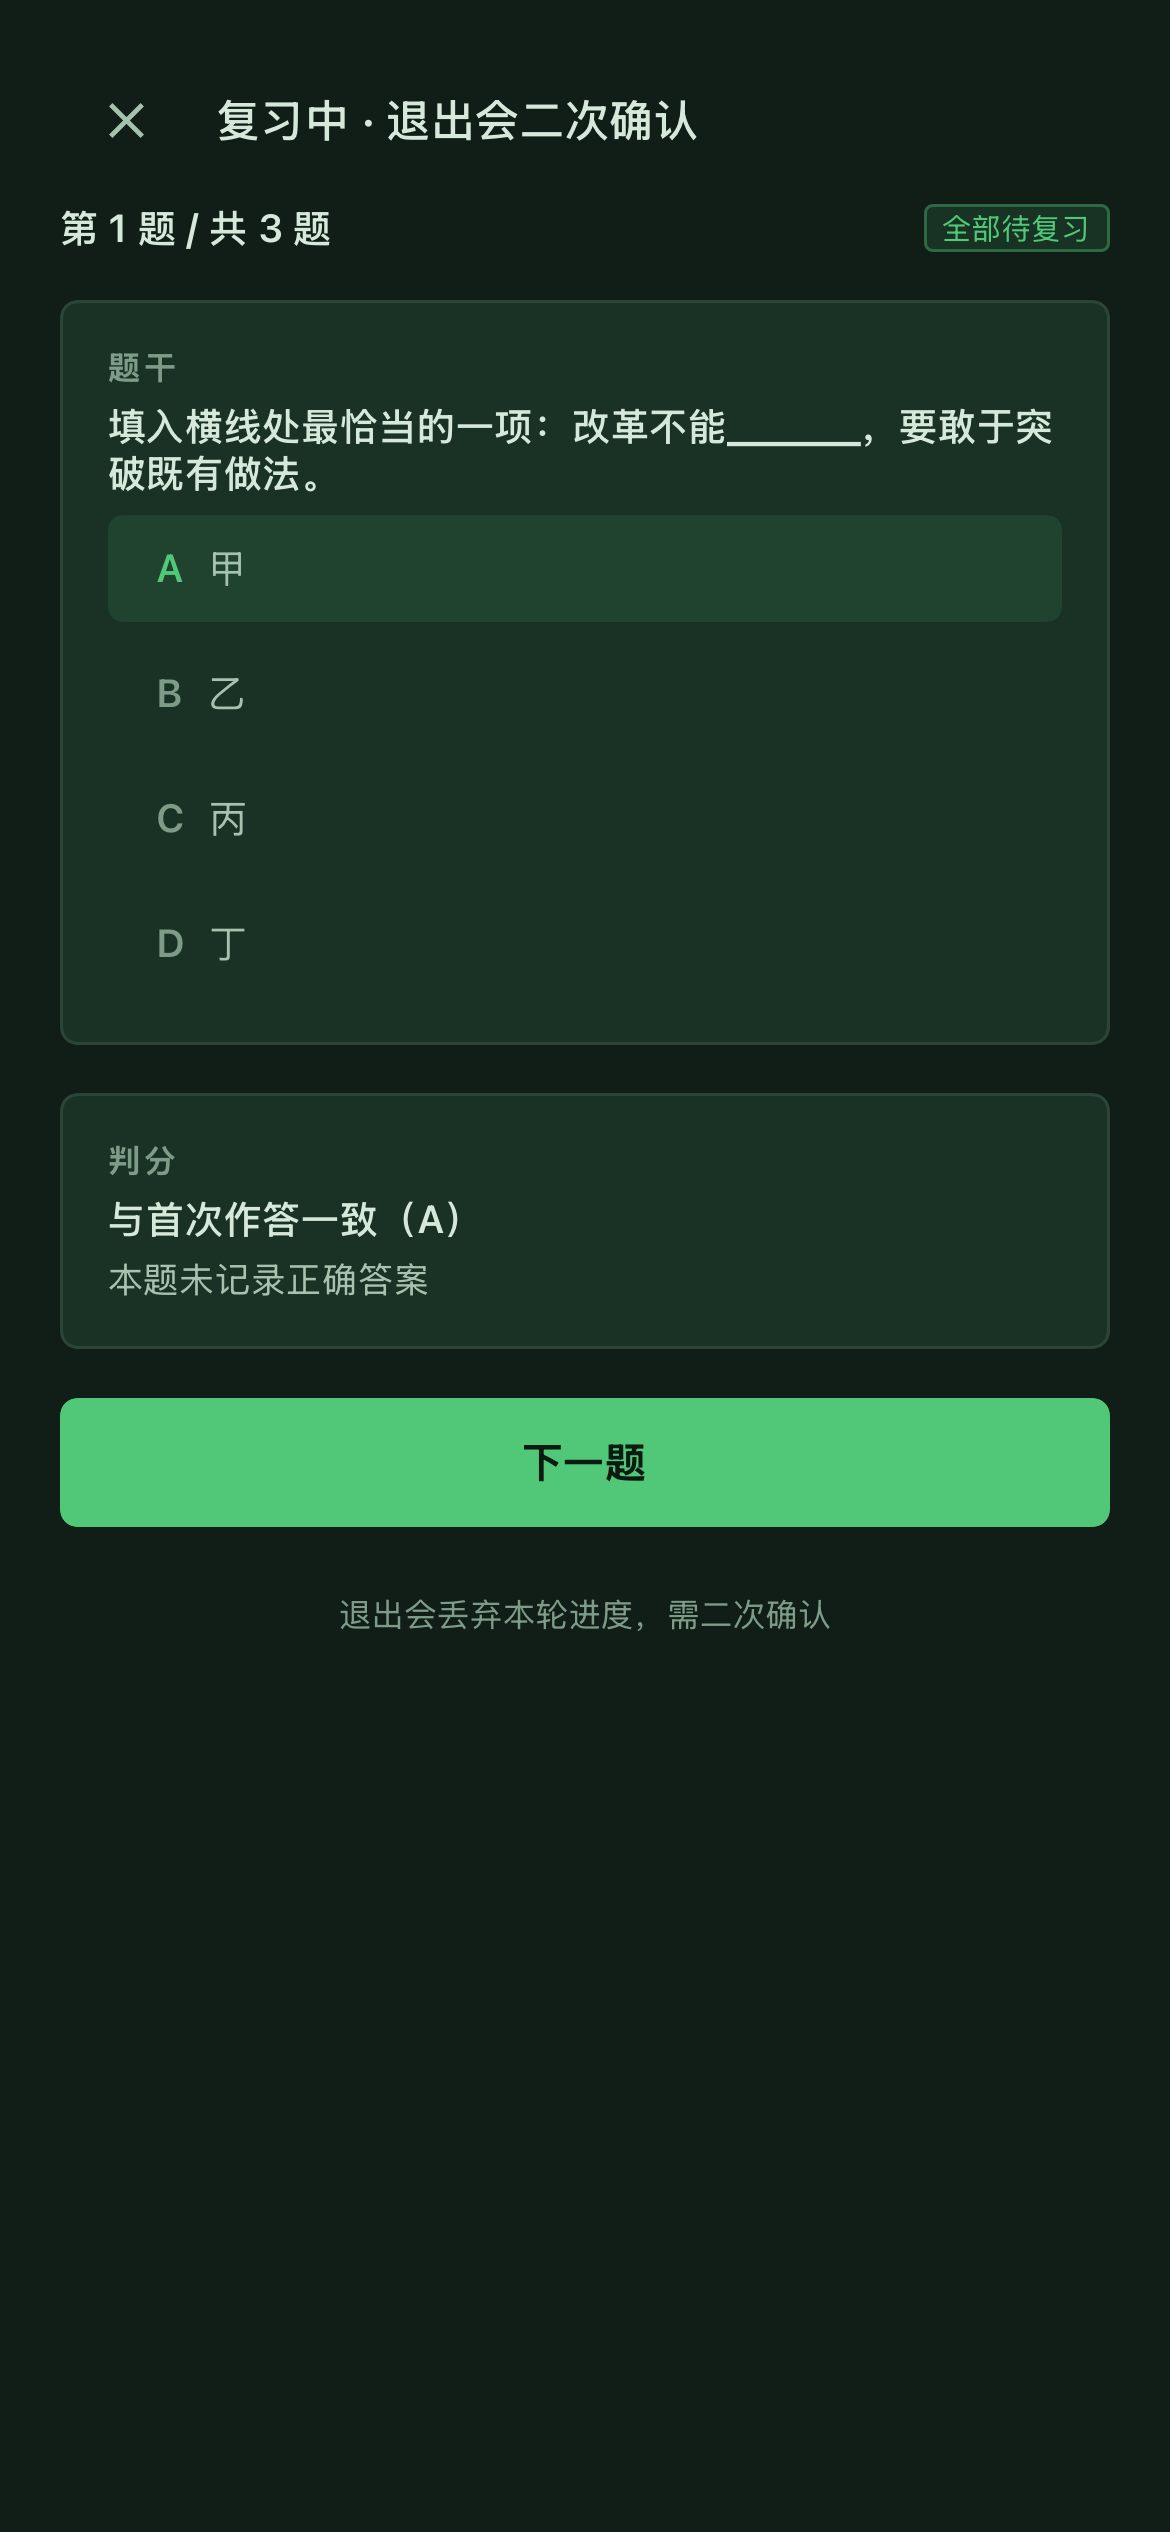 复习中 · 退出会二次确认
第 1 题 / 共 3 题
全部待复习
题干
填入横线处最恰当的一项：改革不能_______，要敢于突
破既有做法。
A 甲
B 乙
C 丙
D 丁
判分
与首次作答一致（A）
本题未记录正确答案
下一题
退出会丢弃本轮进度，需二次确认